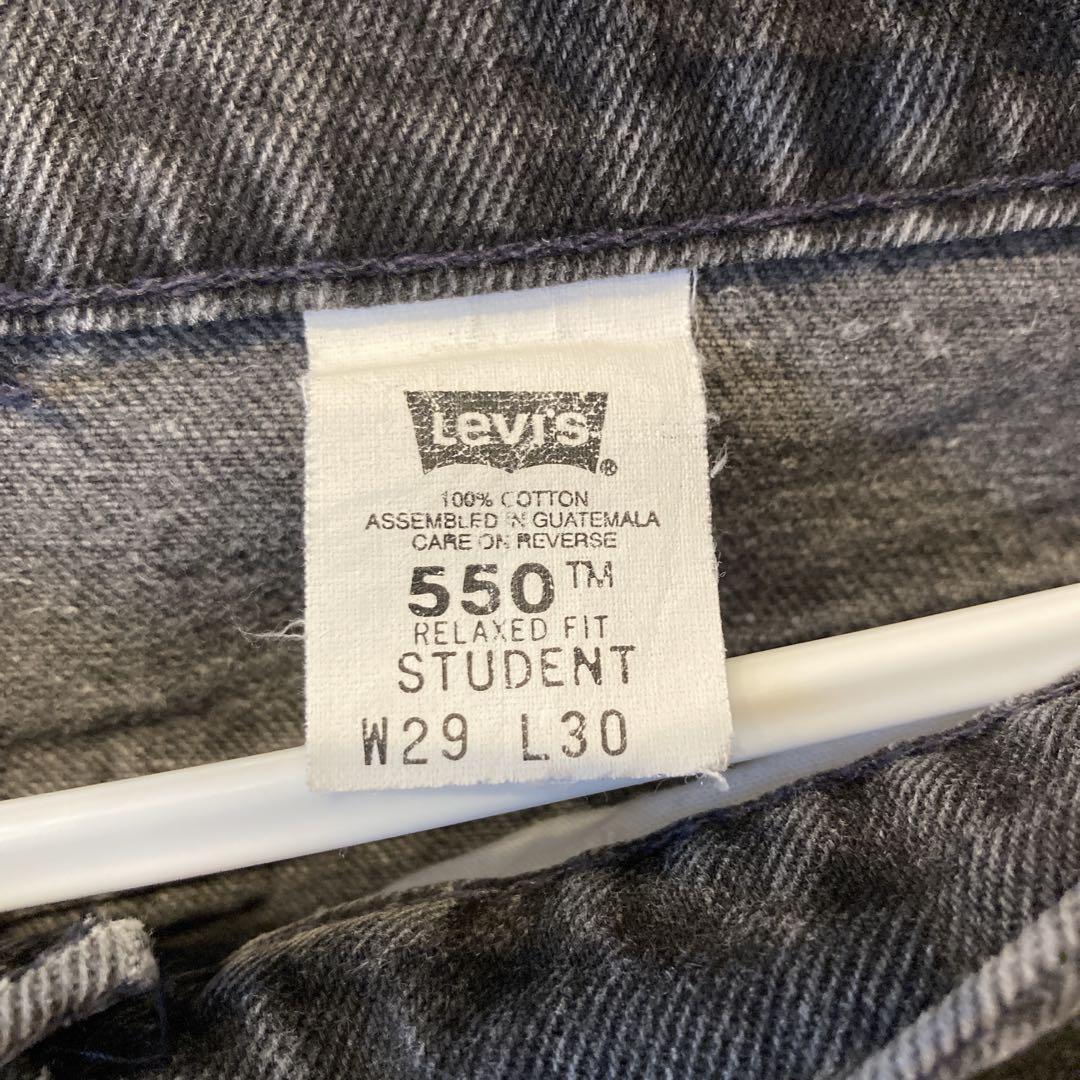 Levi's®
100% COTTON
ASSEMBLED IN GUATEMALA
CARE ON REVERSE
550™
RELAXED FIT
STUDENT
W29 L30